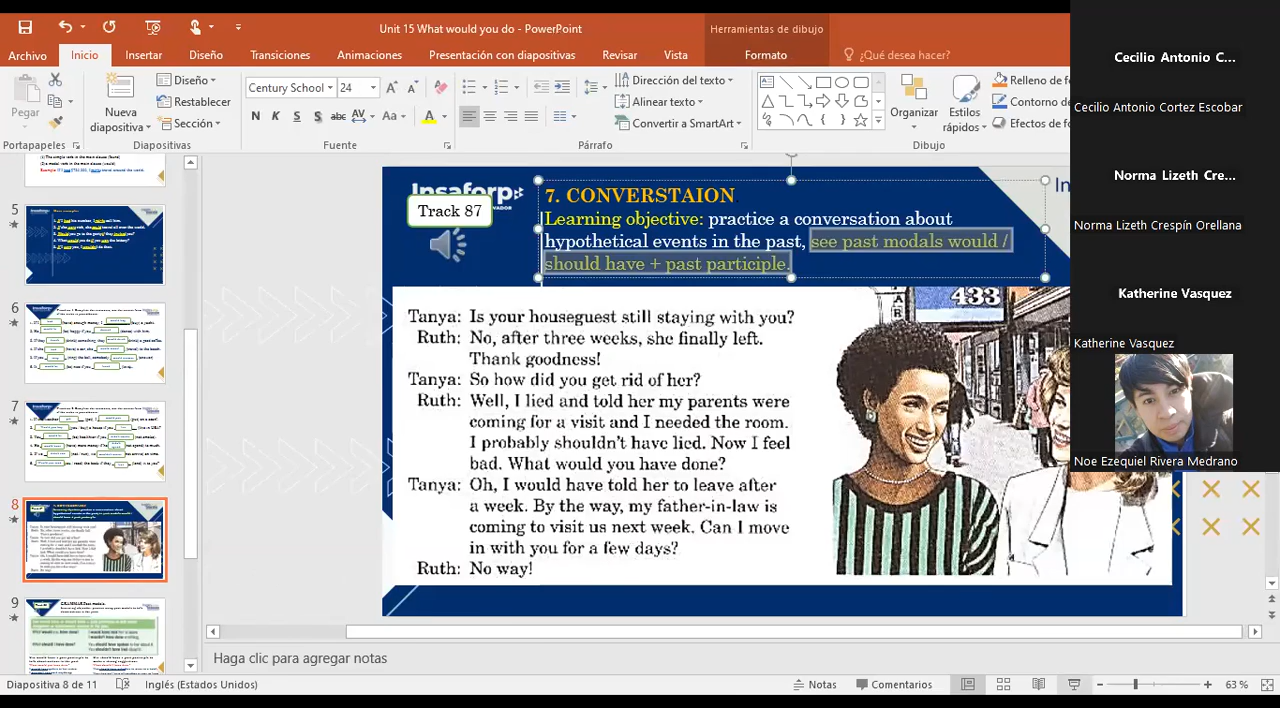 Unit 15 What would you do - PowerPoint
Herramientas de dibujo
Archivo
Inicio
Insertar
Diseño
Transiciones
Animaciones
Presentación con diapositivas
Revisar
Vista
Formato
¿Qué desea hacer?
Pegar
Nueva
diapositiva
Diseño
Restablecer
Sección
Century School
24
N K S S abc AV Aa A
Dirección del texto
Alinear texto
Convertir a SmartArt
Organizar
Estilos
rápidos
Relleno de
Contorno de
Efectos de fo
Portapapeles
Diapositivas
Fuente
Párrafo
Dibujo
5
6
7
8
9
Insaforp
Track 87
7. CONVERSTAION
Learning objective: practice a conversation about
hypothetical events in the past, see past modals would /
should have + past participle.
433
Tanya: Is your houseguest still staying with you?
Ruth: No, after three weeks, she finally left.
Thank goodness!
Tanya: So how did you get rid of her?
Ruth: Well, I lied and told her my parents were
coming for a visit and I needed the room.
I probably shouldn't have lied. Now I feel
bad. What would you have done?
Tanya: Oh, I would have told her to leave after
a week. By the way, my father-in-law is
coming to visit us next week. Can I move
in with you for a few days?
Ruth: No way!
Cecilio Antonio C...
Cecilio Antonio Cortez Escobar
Norma Lizeth Cre...
Norma Lizeth Crespín Orellana
Katherine Vasquez
Katherine Vasquez
Noe Ezequiel Rivera Medrano
Haga clic para agregar notas
Diapositiva 8 de 11
Inglés (Estados Unidos)
Notas
Comentarios
63 %